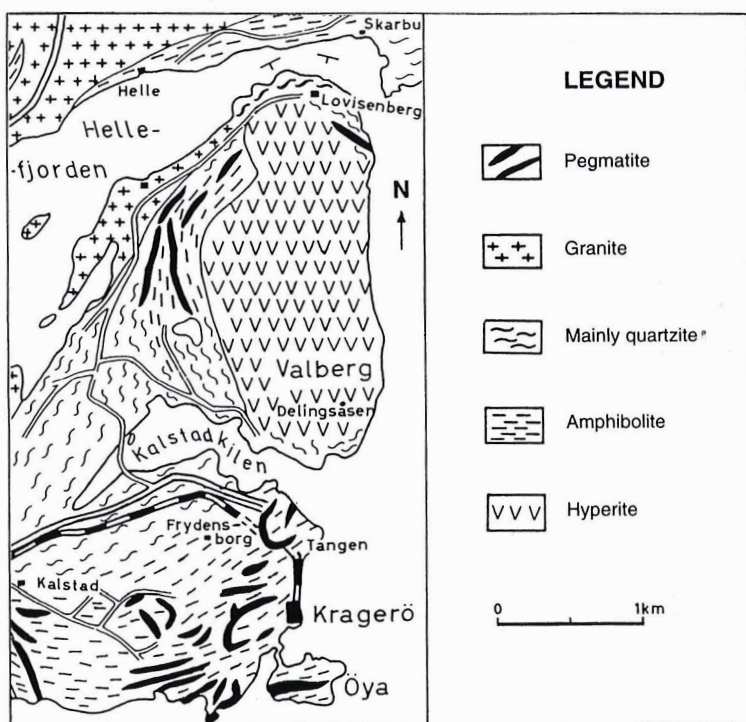 Skarbu
Helle
Lovisenberg
Helle-
-fjorden
N
Valberg
Delingsåsen
Kalstadkilen
Frydens-
borg
Tangen
Kalstad
Kragerö
Öya
LEGEND
Pegmatite
Granite
Mainly quartzite
Amphibolite
Hyperite
0 1km